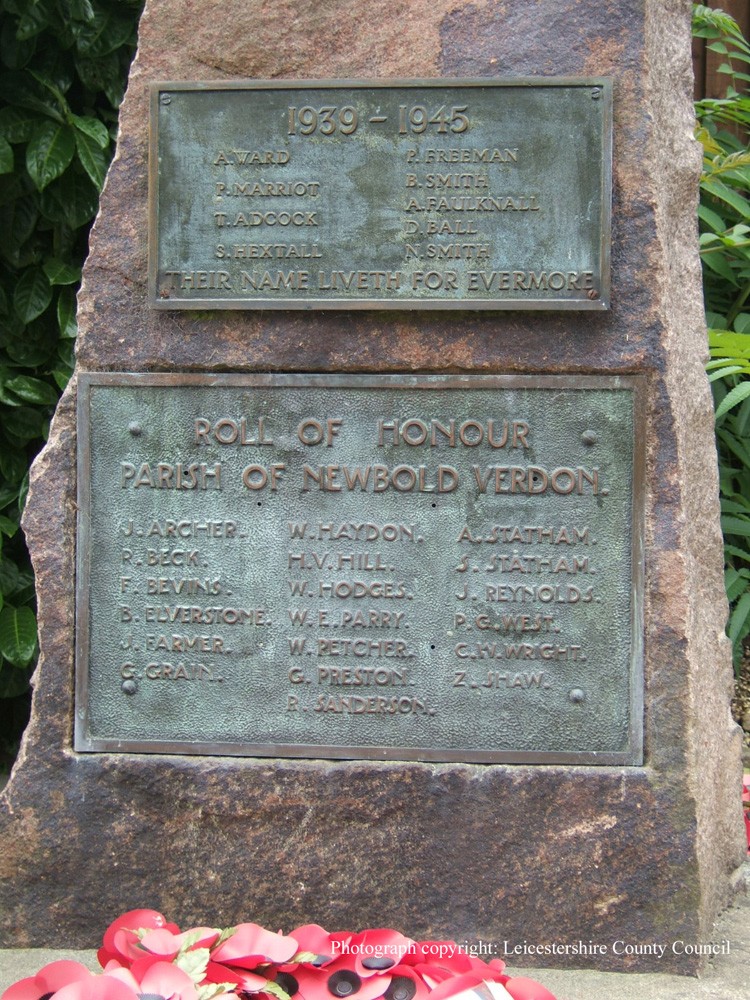 1939 – 1945
A. WARD
P. MARRIOT
T. ADCOCK
S. HEXTALL
P. FREEMAN
B. SMITH
A. FAULKNALL
D. BALL
N. SMITH
THEIR NAME LIVETH FOR EVERMORE
ROLL OF HONOUR
PARISH OF NEWBOLD VERDON.
J. ARCHER.
R. BECK.
F. BEVINS.
B. ELVERSTONE.
J. FARMER.
G. GRAIN.
W. HAYDON.
H.V. HILL.
W. HODGES.
W. E. PARRY.
W. PETCHER.
G. PRESTON.
R. SANDERSON.
A. STATHAM.
S. STATHAM.
J. REYNOLDS.
P. G. WEST.
C. H. WRIGHT.
Z. SHAW.
Photograph copyright: Leicestershire County Council